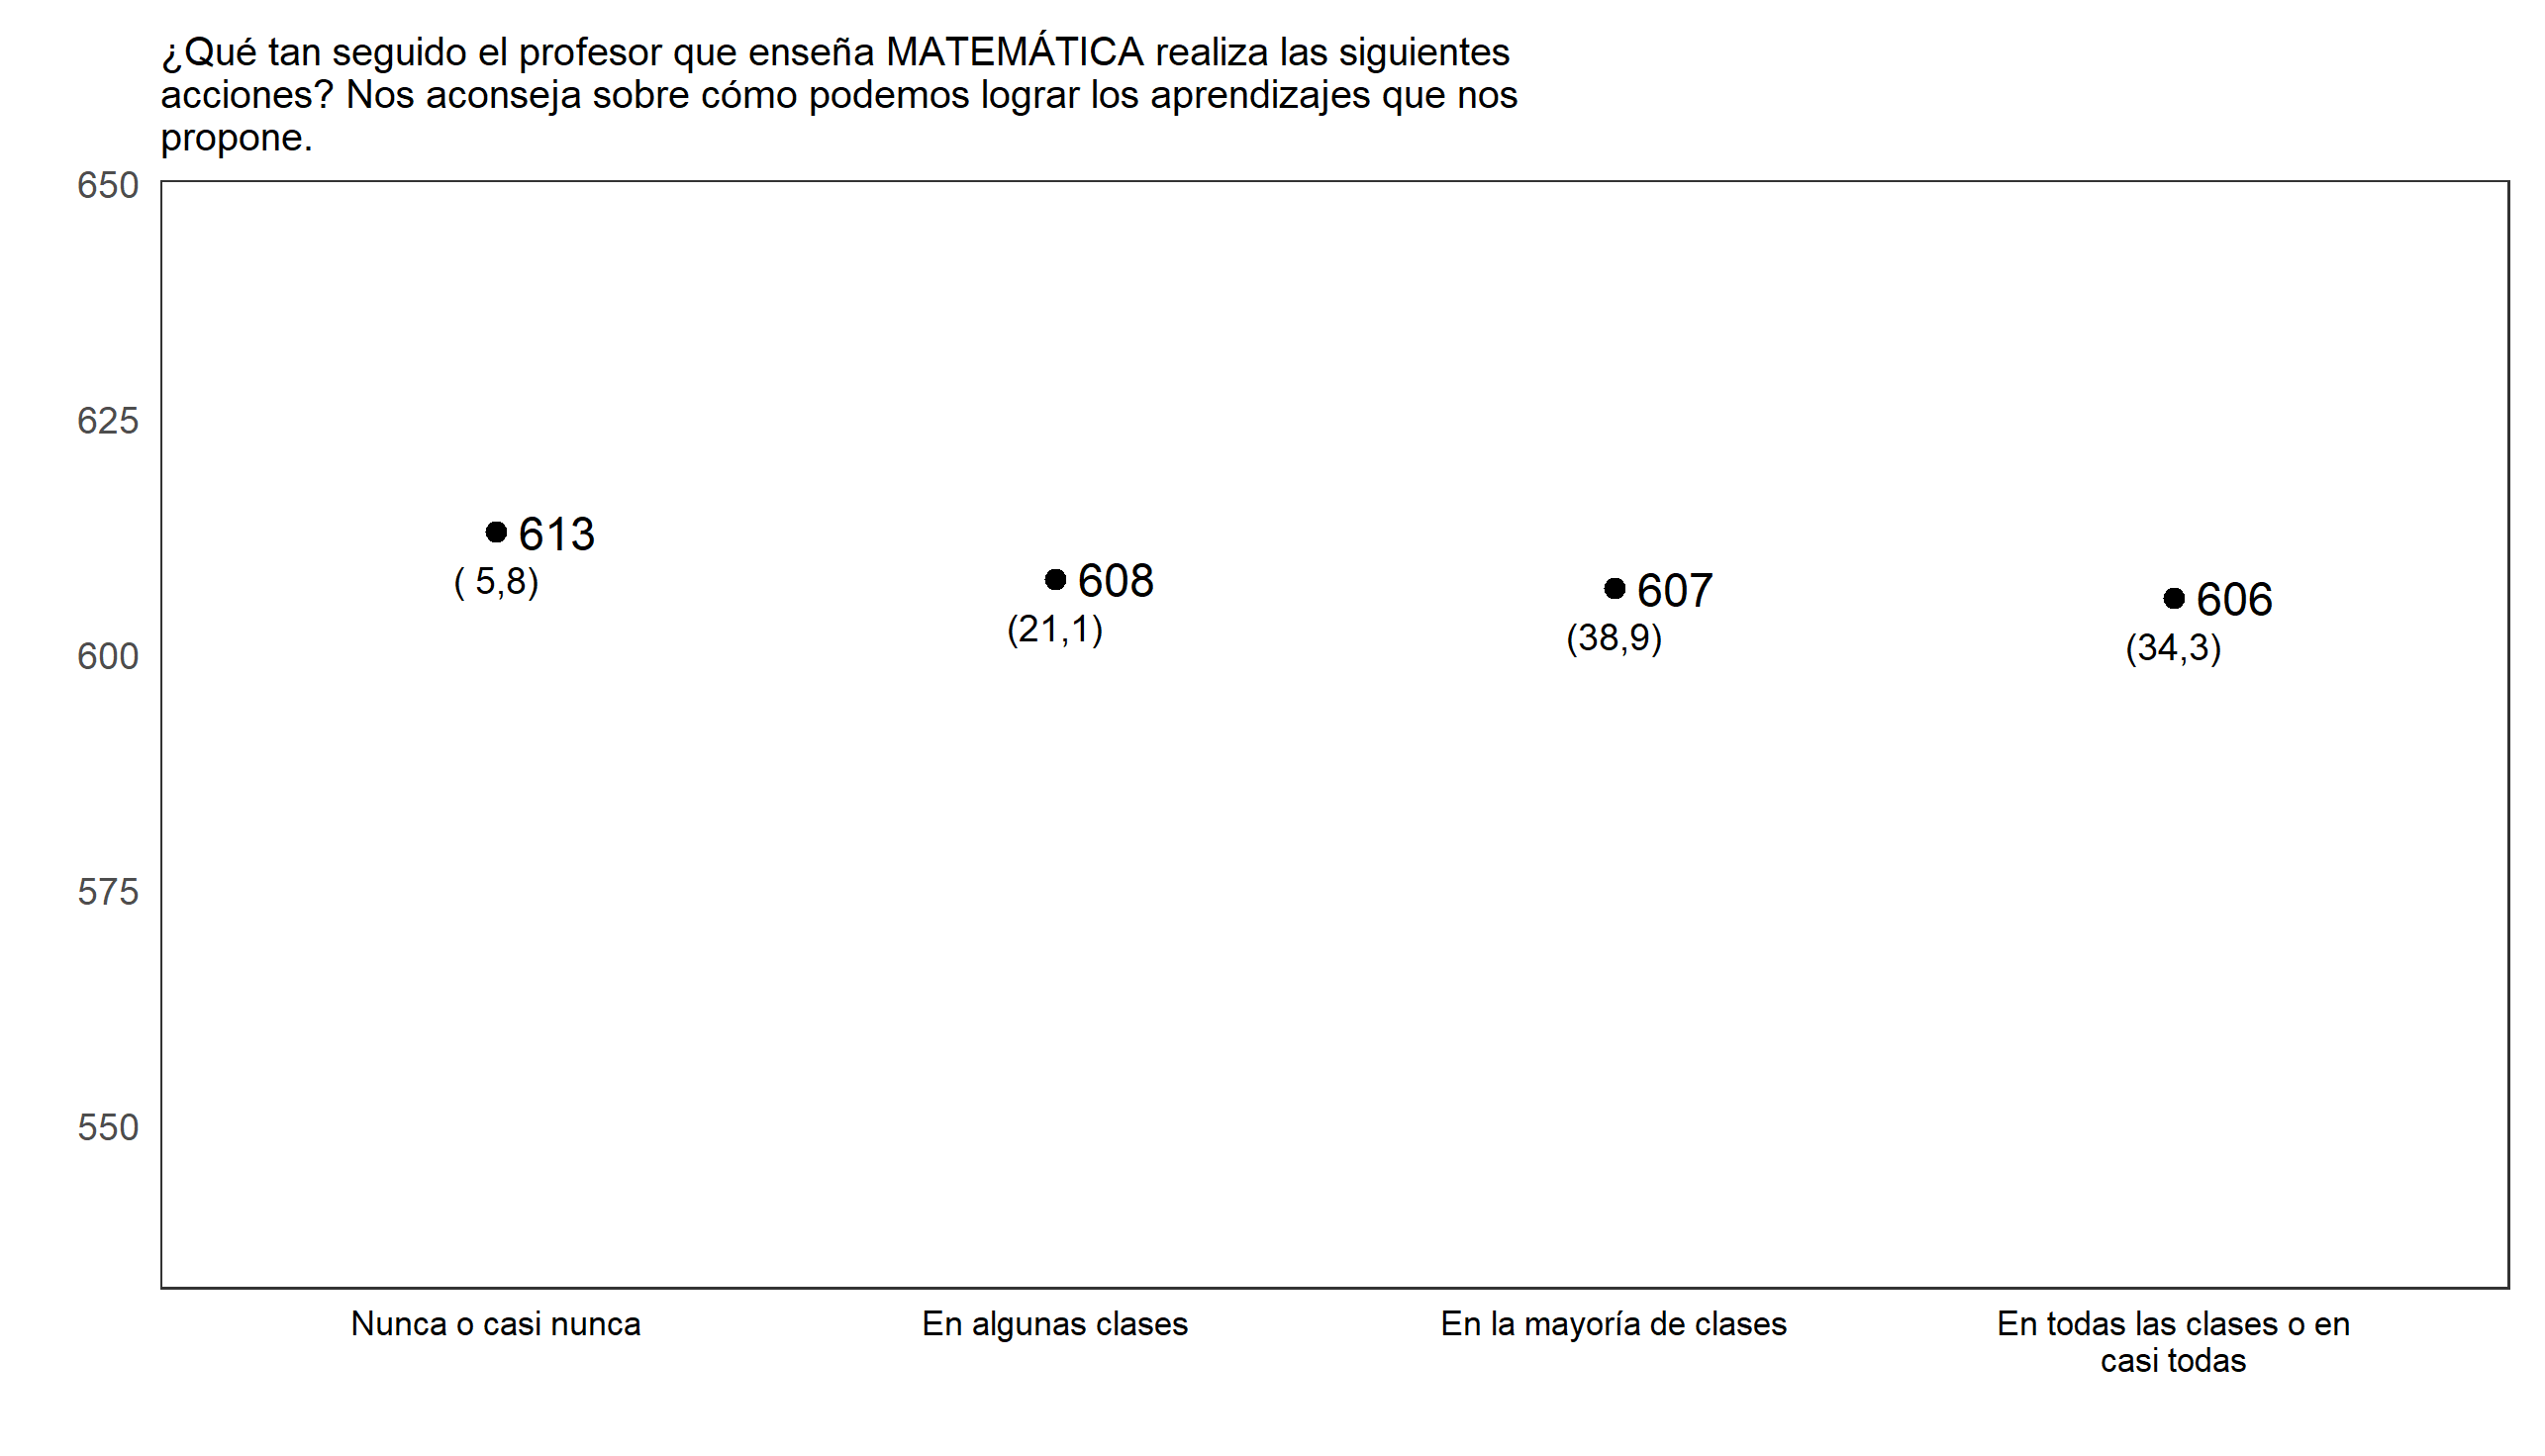 ¿Qué tan seguido el profesor que enseña MATEMÁTICA realiza las siguientes
acciones? Nos aconseja sobre cómo podemos lograr los aprendizajes que nos
propone.
650
625
600
575
550
613
( 5,8)
608
(21,1)
607
(38,9)
606
(34,3)
Nunca o casi nunca
En algunas clases
En la mayoría de clases
En todas las clases o en
casi todas